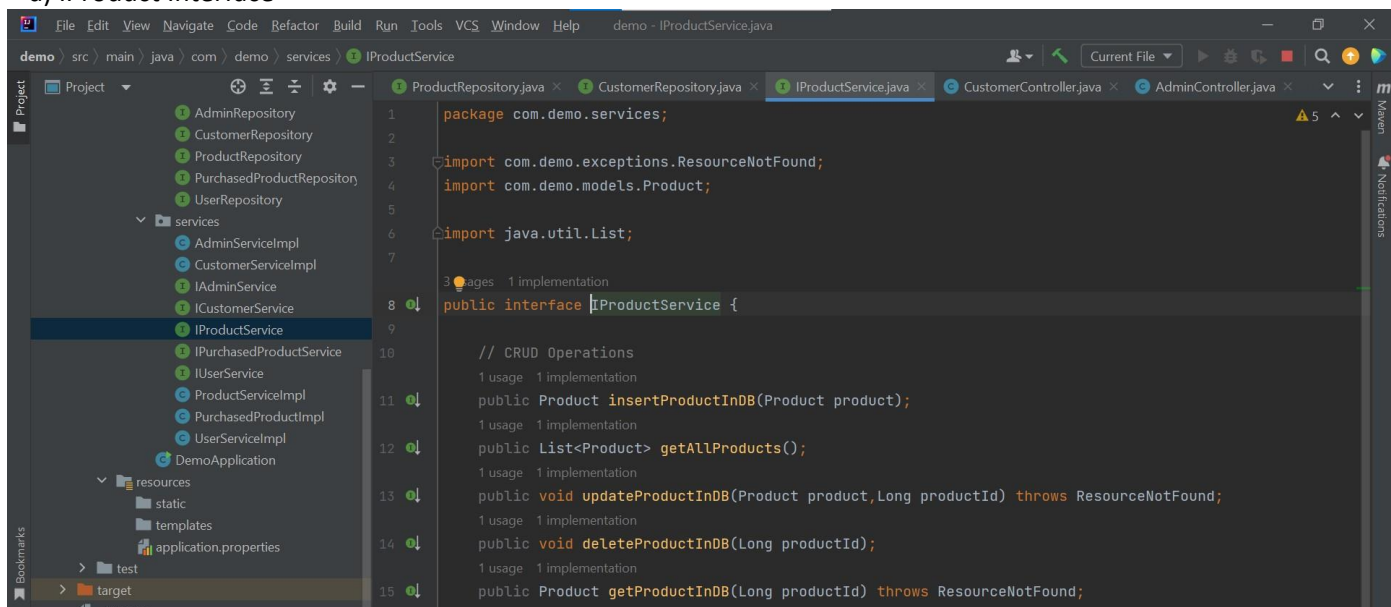 a) IProduct Interface
File Edit View Navigate Code Refactor Build Run Tools VCS Window Help demo - IProductService.java
demo src main java com demo services IProductService
Current File
Project
ProductRepository.java CustomerRepository.java IProductService.java CustomerController.java AdminController.java
Project
AdminRepository
CustomerRepository
ProductRepository
PurchasedProductRepository
UserRepository
services
AdminServiceImpl
CustomerServiceImpl
IAdminService
ICustomerService
IProductService
IPurchasedProductService
IUserService
ProductServiceImpl
PurchasedProductImpl
UserServiceImpl
DemoApplication
resources
static
templates
application.properties
test
target
Bookmarks
1 package com.demo.services;
2
3 import com.demo.exceptions.ResourceNotFound;
4 import com.demo.models.Product;
5
6 import java.util.List;
7
1 implementation
8 public interface IProductService {
9
10 // CRUD Operations
1 usage 1 implementation
11 public Product insertProductInDB(Product product);
1 usage 1 implementation
12 public List<Product> getAllProducts();
1 usage 1 implementation
13 public void updateProductInDB(Product product,Long productId) throws ResourceNotFound;
1 usage 1 implementation
14 public void deleteProductInDB(Long productId);
1 usage 1 implementation
15 public Product getProductInDB(Long productId) throws ResourceNotFound;
5
m
Maven
Notifications